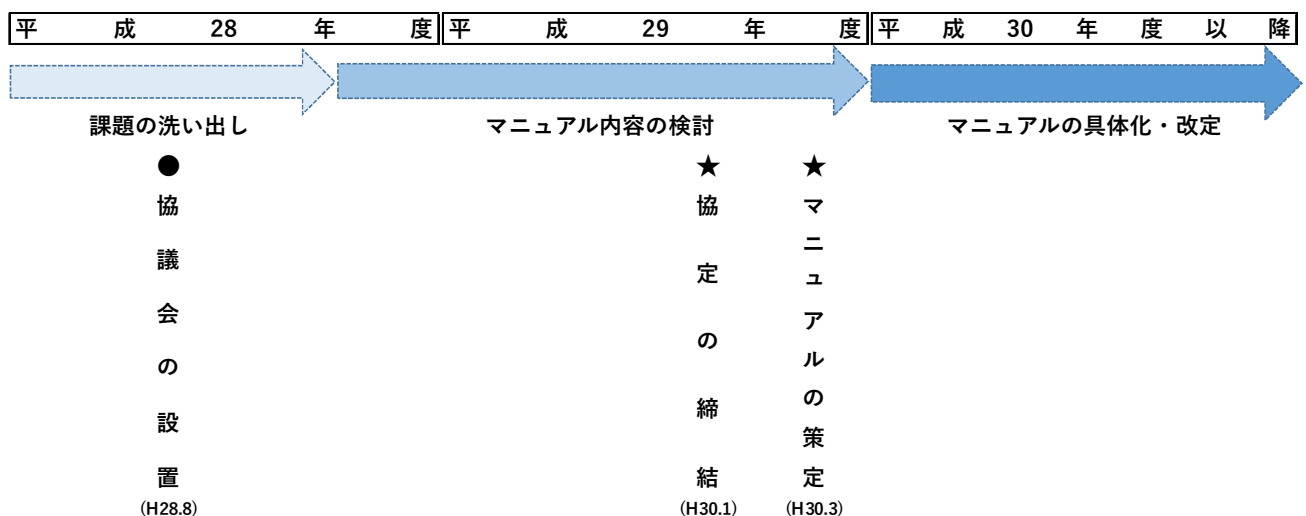 平成28年度
平成29年度
平成30年度以降
課題の洗い出し
マニュアル内容の検討
マニュアルの具体化・改定
●
協議会の設置
(H28.8)
★
協定の締結
(H30.1)
★
マニュアルの策定
(H30.3)